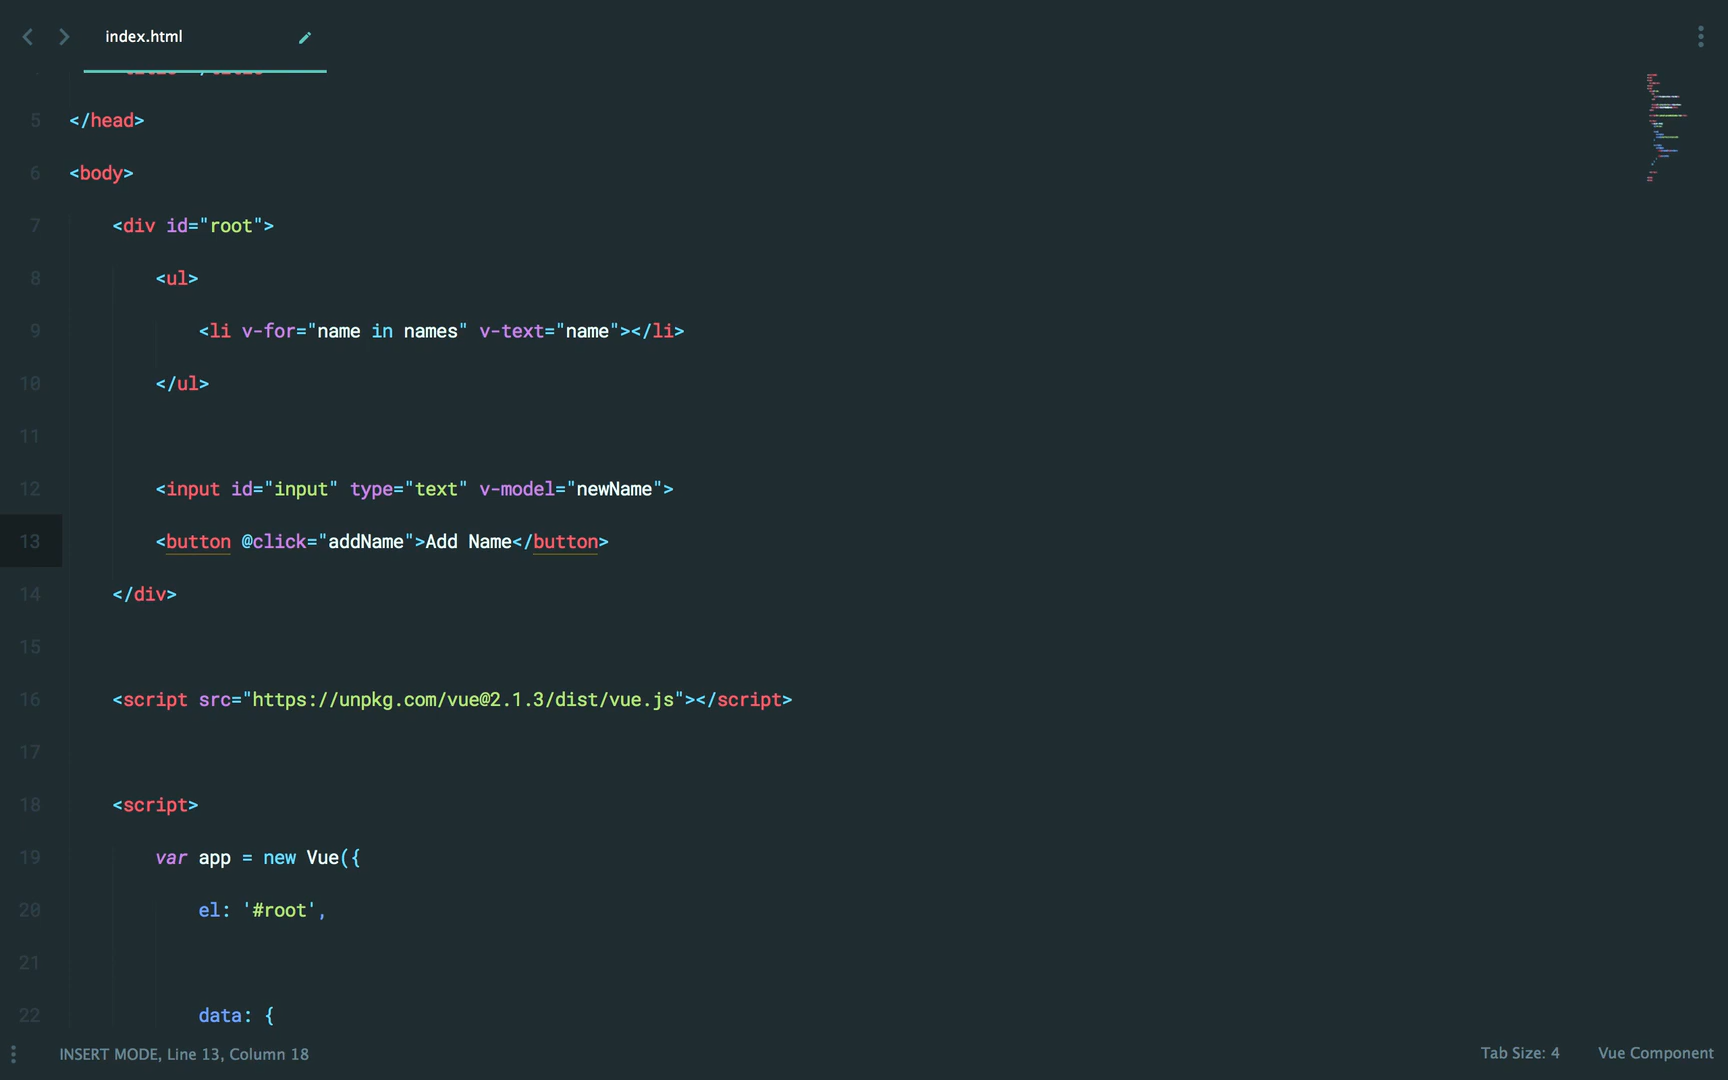 index.html
5 </head>
6 <body>
7 <div id="root">
8 <ul>
9 <li v-for="name in names" v-text="name"></li>
10 </ul>
11
12 <input id="input" type="text" v-model="newName">
13 <button @click="addName">Add Name</button>
14 </div>
15
16 <script src="https://unpkg.com/vue@2.1.3/dist/vue.js"></script>
17
18 <script>
19 var app = new Vue({
20 el: '#root',
21
22 data: {
INSERT MODE, Line 13, Column 18 Tab Size: 4 Vue Component